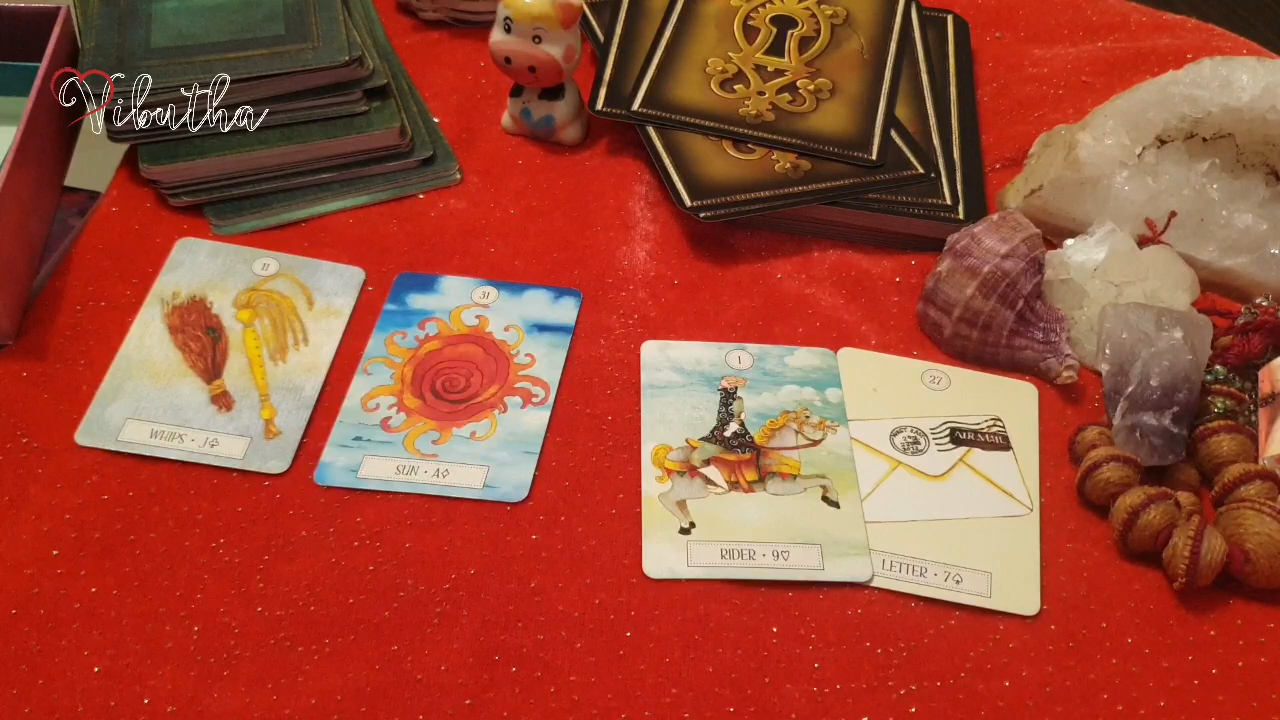 Vibutha
11
WHIPS • J♧
31
SUN • A♢
1
RIDER • 9♡
27
AIR MAIL
LETTER • 7♤